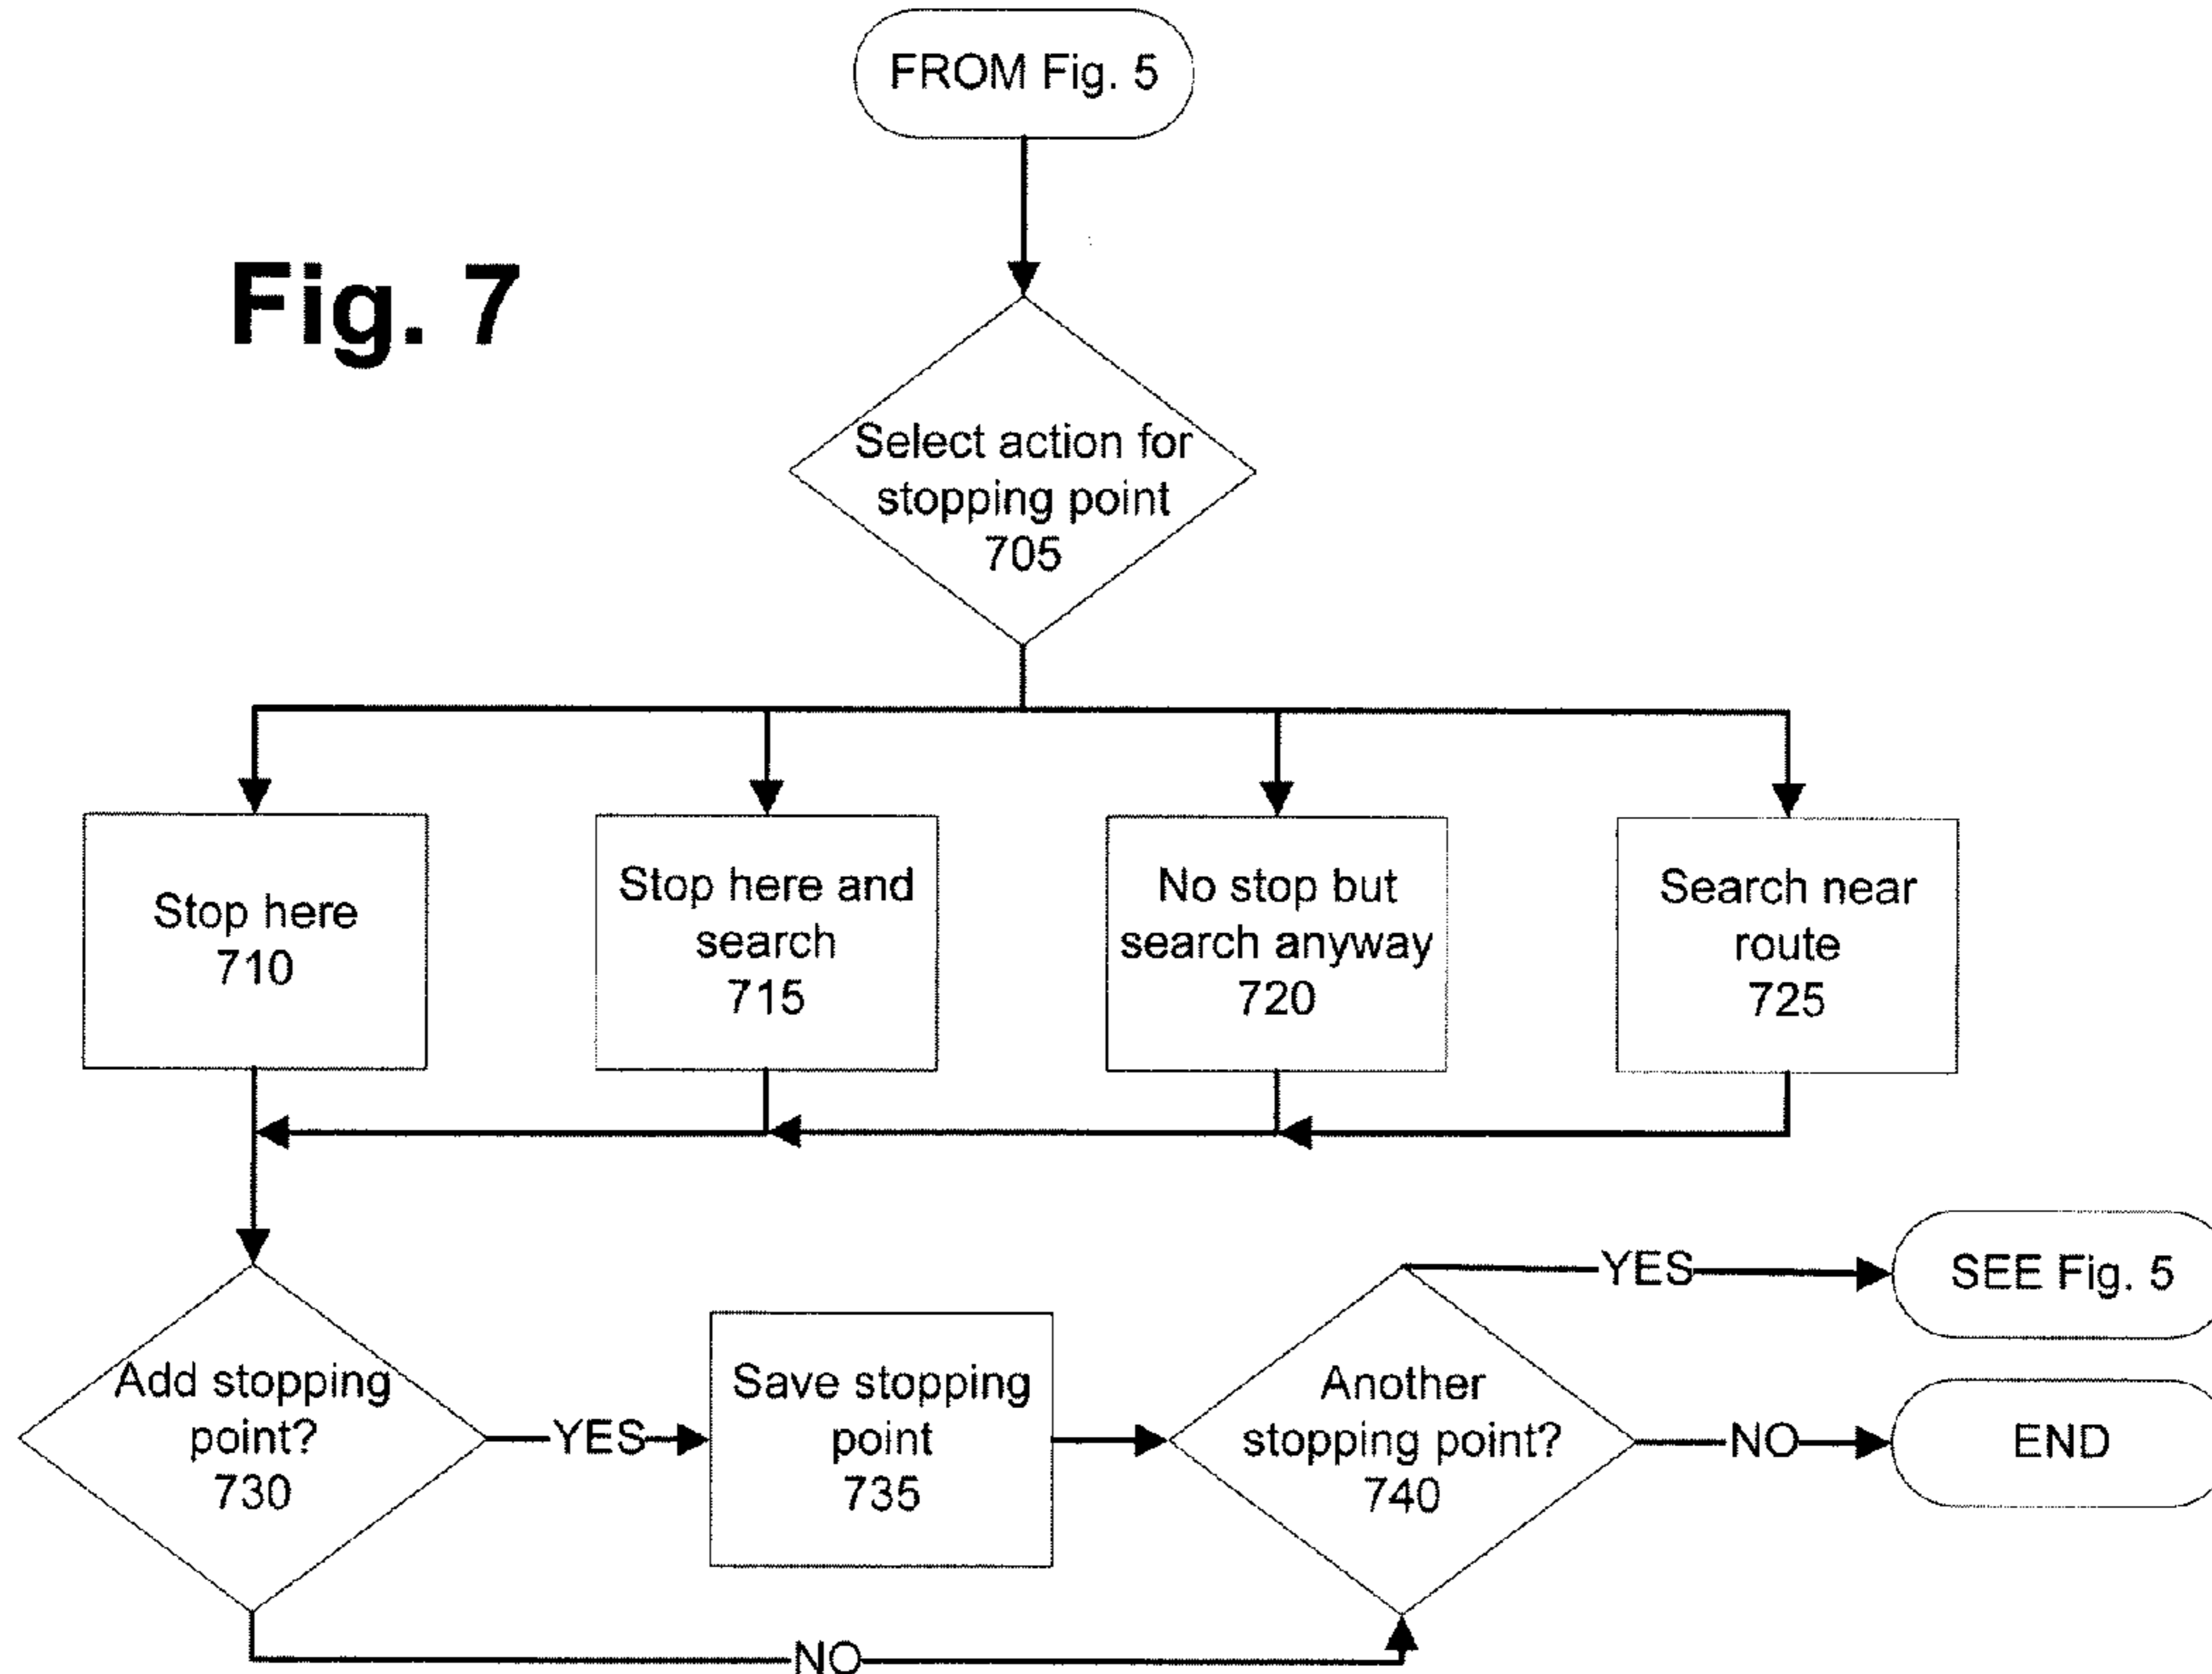 FROM Fig. 5
Fig. 7
Select action for
stopping point
705
Stop here
710
Stop here and
search
715
No stop but
search anyway
720
Search near
route
725
Add stopping
point?
730
YES
Save stopping
point
735
Another
stopping point?
740
YES
SEE Fig. 5
NO
END
NO